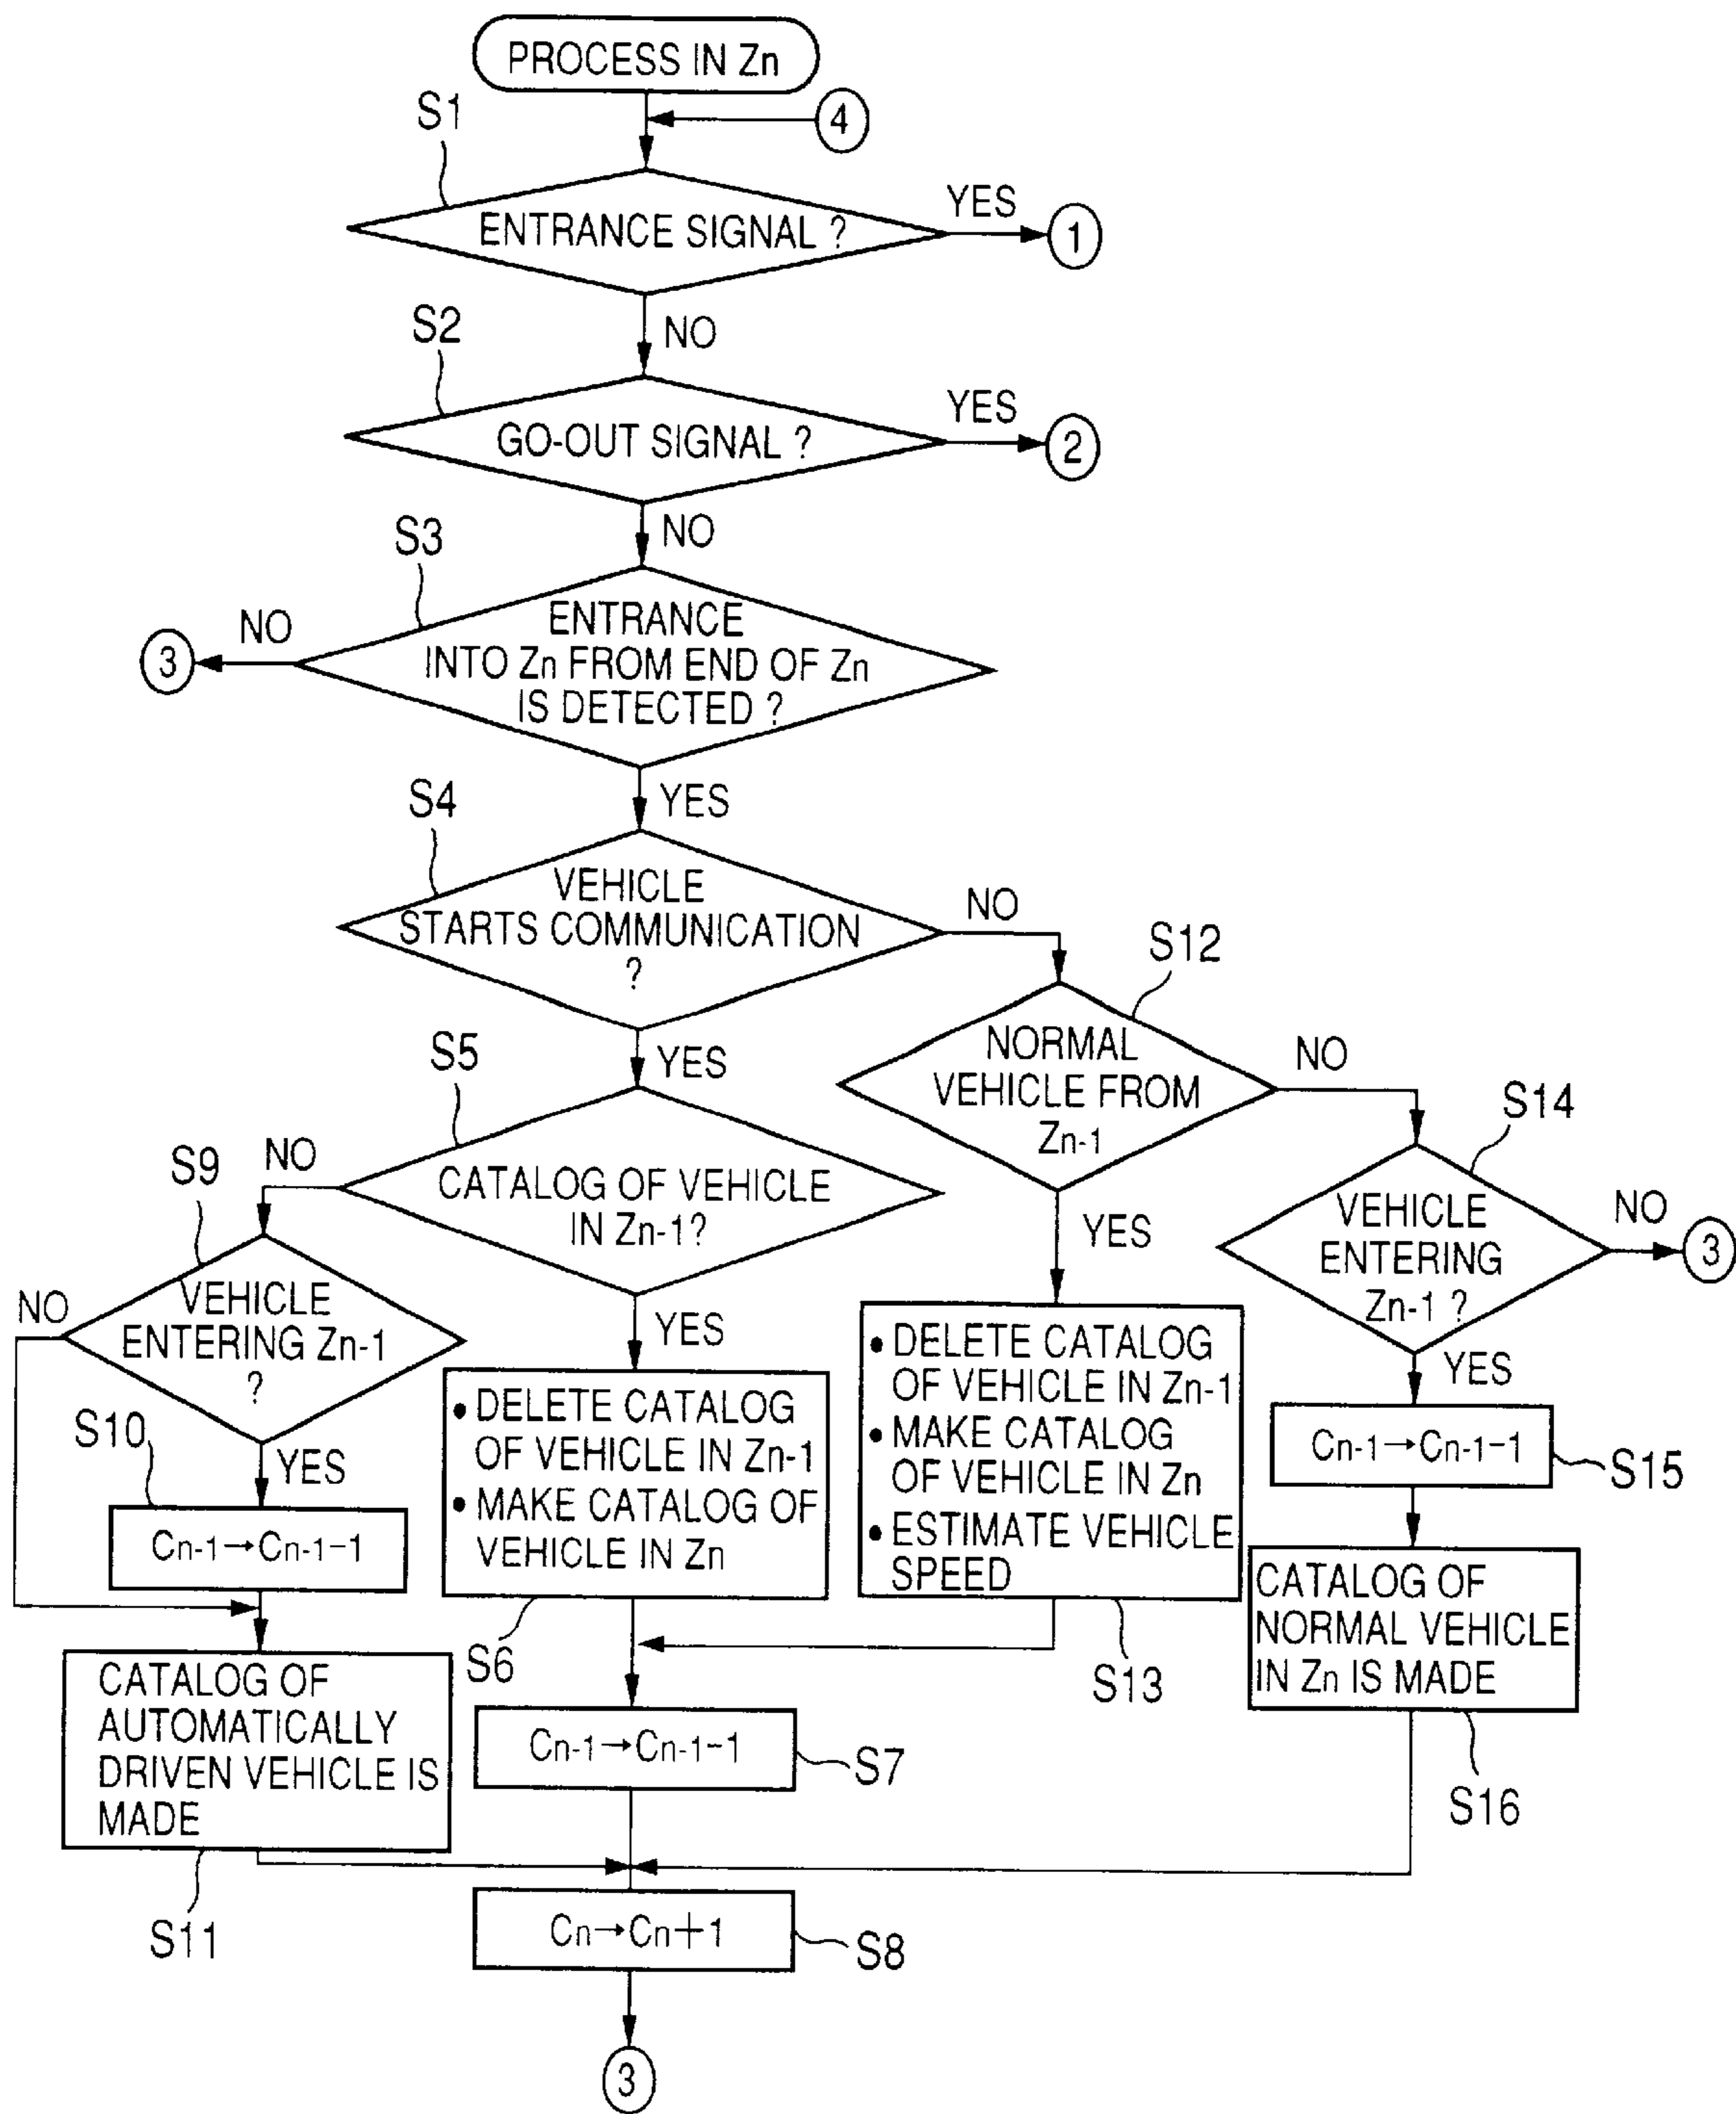 PROCESS IN Zn
4
S1
ENTRANCE SIGNAL ?
YES
1
NO
S2
GO-OUT SIGNAL ?
YES
2
NO
S3
ENTRANCE
INTO Zn FROM END OF Zn
IS DETECTED ?
NO
3
YES
S4
VEHICLE
STARTS COMMUNICATION
?
NO
YES
S12
NORMAL
VEHICLE FROM
Zn-1
NO
YES
S5
CATALOG OF VEHICLE
IN Zn-1?
NO
YES
S14
VEHICLE
ENTERING
Zn-1 ?
NO
3
YES
S9
VEHICLE
ENTERING Zn-1
?
NO
YES
S10
Cn-1→Cn-1-1
• DELETE CATALOG
OF VEHICLE IN Zn-1
• MAKE CATALOG OF
VEHICLE IN Zn
S6
• DELETE CATALOG
OF VEHICLE IN Zn-1
• MAKE CATALOG
OF VEHICLE IN Zn
• ESTIMATE VEHICLE
SPEED
S13
Cn-1→Cn-1-1
S15
CATALOG OF
NORMAL VEHICLE
IN Zn IS MADE
S16
CATALOG OF
AUTOMATICALLY
DRIVEN VEHICLE IS
MADE
S11
Cn-1→Cn-1-1
S7
Cn→Cn+1
S8
3